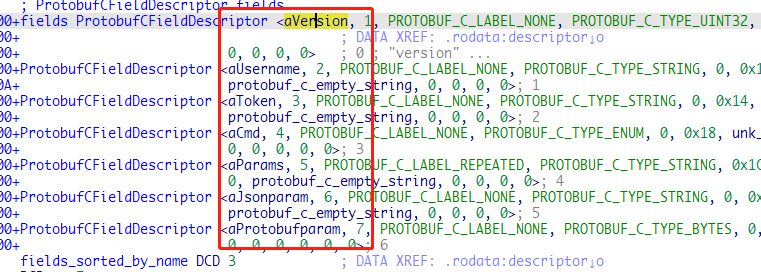 ; ProtobufCFieldDescriptor fields
00+fields ProtobufCFieldDescriptor <aVersion, 1, PROTOBUF_C_LABEL_NONE, PROTOBUF_C_TYPE_UINT32,
00+ ; DATA XREF: .rodata:descriptor↓o
00+ 0, 0, 0, 0> ; 0 ; "version" ...
00+ProtobufCFieldDescriptor <aUsername, 2, PROTOBUF_C_LABEL_NONE, PROTOBUF_C_TYPE_STRING, 0, 0x1
0A+ protobuf_c_empty_string, 0, 0, 0, 0>; 1
00+ProtobufCFieldDescriptor <aToken, 3, PROTOBUF_C_LABEL_NONE, PROTOBUF_C_TYPE_STRING, 0, 0x14,
00+ protobuf_c_empty_string, 0, 0, 0, 0>; 2
00+ProtobufCFieldDescriptor <aCmd, 4, PROTOBUF_C_LABEL_NONE, PROTOBUF_C_TYPE_ENUM, 0, 0x18, unk_
00+ 0, 0, 0, 0, 0>; 3
00+ProtobufCFieldDescriptor <aParams, 5, PROTOBUF_C_LABEL_REPEATED, PROTOBUF_C_TYPE_STRING, 0x1C
00+ 0, protobuf_c_empty_string, 0, 0, 0, 0>; 4
00+ProtobufCFieldDescriptor <aJsonparam, 6, PROTOBUF_C_LABEL_NONE, PROTOBUF_C_TYPE_STRING, 0, 0x
00+ protobuf_c_empty_string, 0, 0, 0, 0>; 5
00+ProtobufCFieldDescriptor <aProtobufparam, 7, PROTOBUF_C_LABEL_NONE, PROTOBUF_C_TYPE_BYTES, 0,
00+ 0, 0, 0, 0, 0, 0>; 6
fields_sorted_by_name DCD 3 ; DATA XREF: .rodata:descriptor↓o